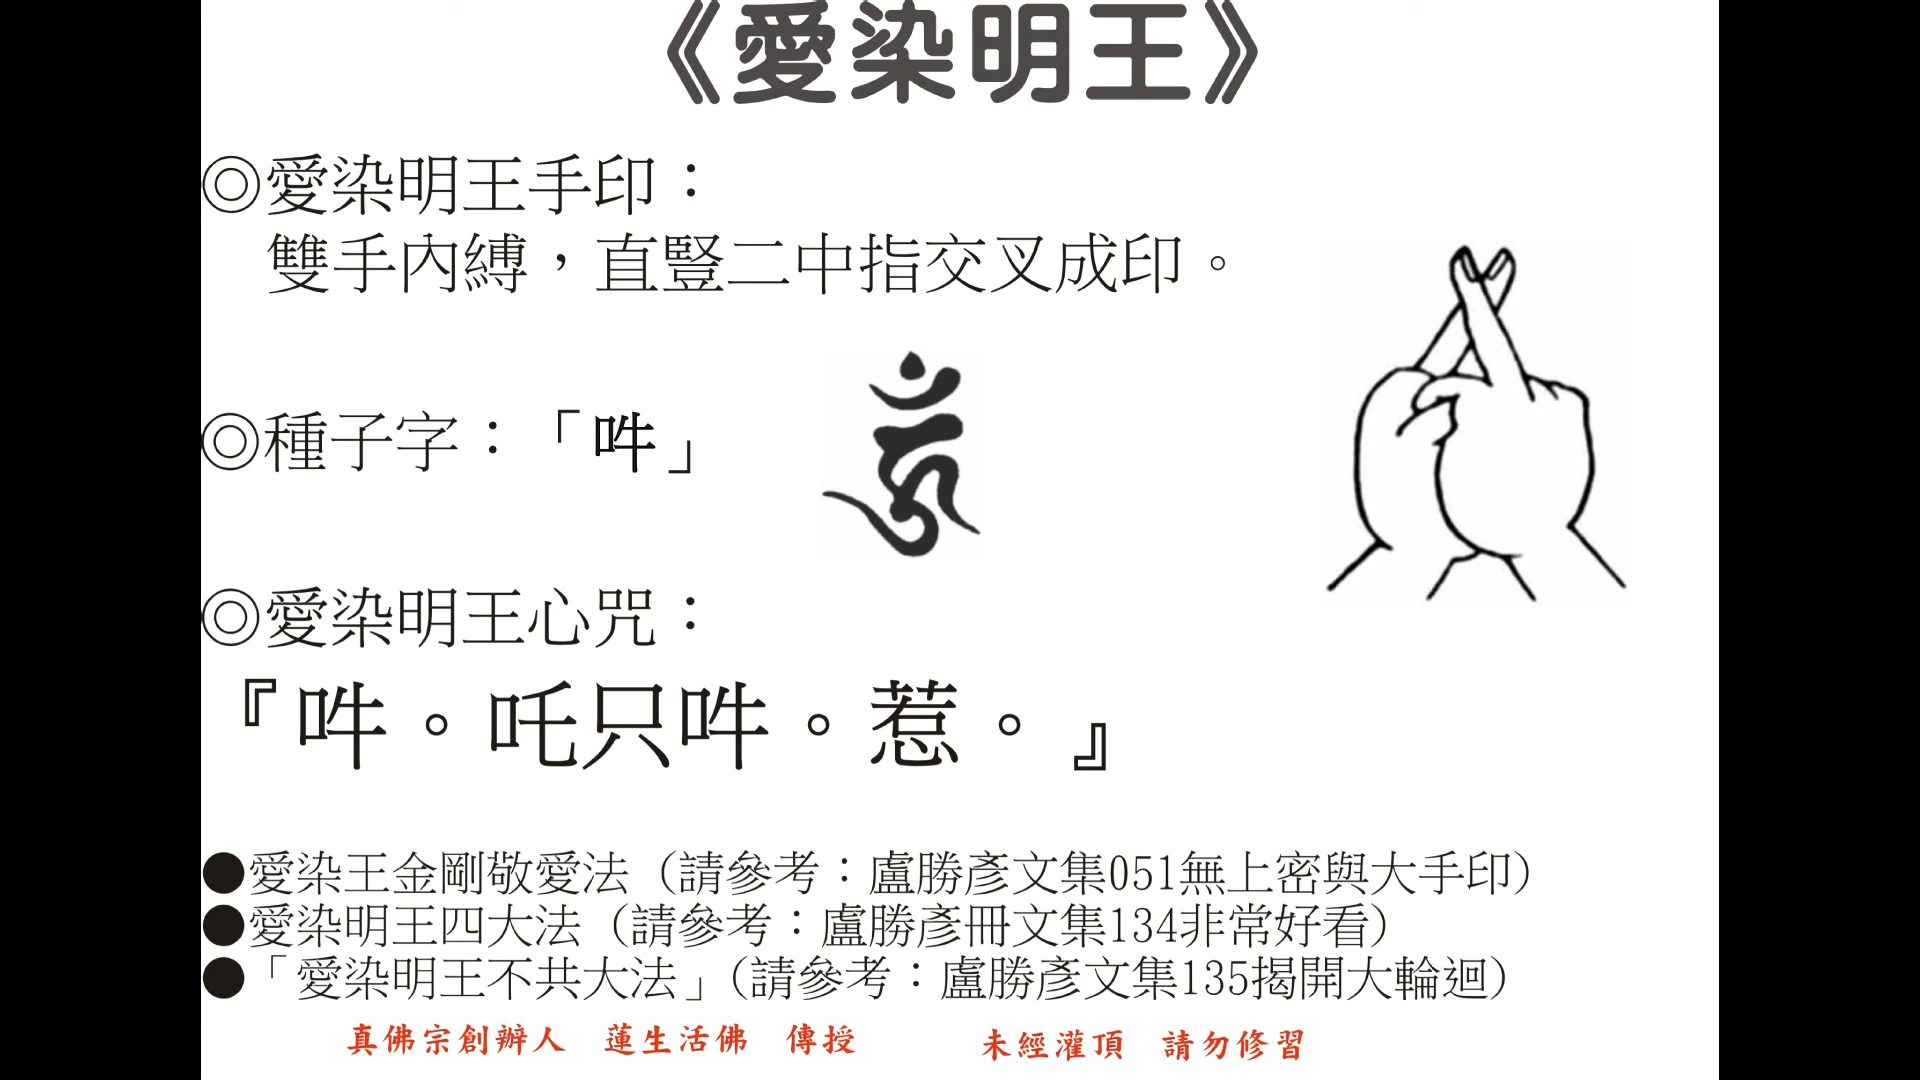 《愛染明王》
◎愛染明王手印：
雙手內縛，直豎二中指交叉成印。
◎種子字：「吽」
◎愛染明王心咒：
『吽。吒只吽。惹。』
●愛染王金剛敬愛法（請參考：盧勝彥文集051無上密與大手印）
●愛染明王四大法（請參考：盧勝彥冊文集134非常好看）
●「愛染明王不共大法」（請參考：盧勝彥文集135揭開大輪迴）
真佛宗創辦人 蓮生活佛 傳授 未經灌頂 請勿修習